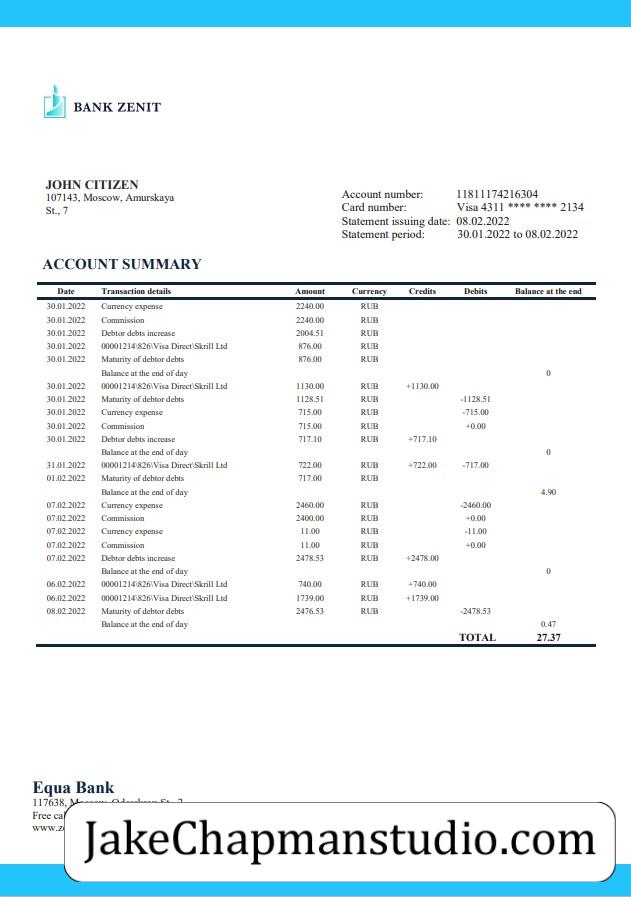 BANK ZENIT
JOHN CITIZEN
107143, Moscow, Amurskaya
St., 7
Account number: 11811174216304
Card number: Visa 4311 **** **** 2134
Statement issuing date: 08.02.2022
Statement period: 30.01.2022 to 08.02.2022
ACCOUNT SUMMARY
Date Transaction details Amount Currency Credits Debits Balance at the end
30.01.2022 Currency expense 2240.00 RUB
30.01.2022 Commission 2240.00 RUB
30.01.2022 Debtor debts increase 2004.51 RUB
30.01.2022 00001214\826\Visa Direct\Skrill Ltd 876.00 RUB
30.01.2022 Maturity of debtor debts 876.00 RUB
Balance at the end of day 0
30.01.2022 00001214\826\Visa Direct\Skrill Ltd 1130.00 RUB +1130.00
30.01.2022 Maturity of debtor debts 1128.51 RUB -1128.51
30.01.2022 Currency expense 715.00 RUB -715.00
30.01.2022 Commission 715.00 RUB +0.00
30.01.2022 Debtor debts increase 717.10 RUB +717.10
Balance at the end of day 0
31.01.2022 00001214\826\Visa Direct\Skrill Ltd 722.00 RUB +722.00 -717.00
01.02.2022 Maturity of debtor debts 717.00 RUB
Balance at the end of day 4.90
07.02.2022 Currency expense 2460.00 RUB -2460.00
07.02.2022 Commission 2400.00 RUB +0.00
07.02.2022 Currency expense 11.00 RUB -11.00
07.02.2022 Commission 11.00 RUB +0.00
07.02.2022 Debtor debts increase 2478.53 RUB +2478.00
Balance at the end of day 0
06.02.2022 00001214\826\Visa Direct\Skrill Ltd 740.00 RUB +740.00
06.02.2022 00001214\826\Visa Direct\Skrill Ltd 1739.00 RUB +1739.00
08.02.2022 Maturity of debtor debts 2476.53 RUB -2478.53
Balance at the end of day 0.47
TOTAL 27.37
Equa Bank
117638,
Free
JakeChapmanstudio.com